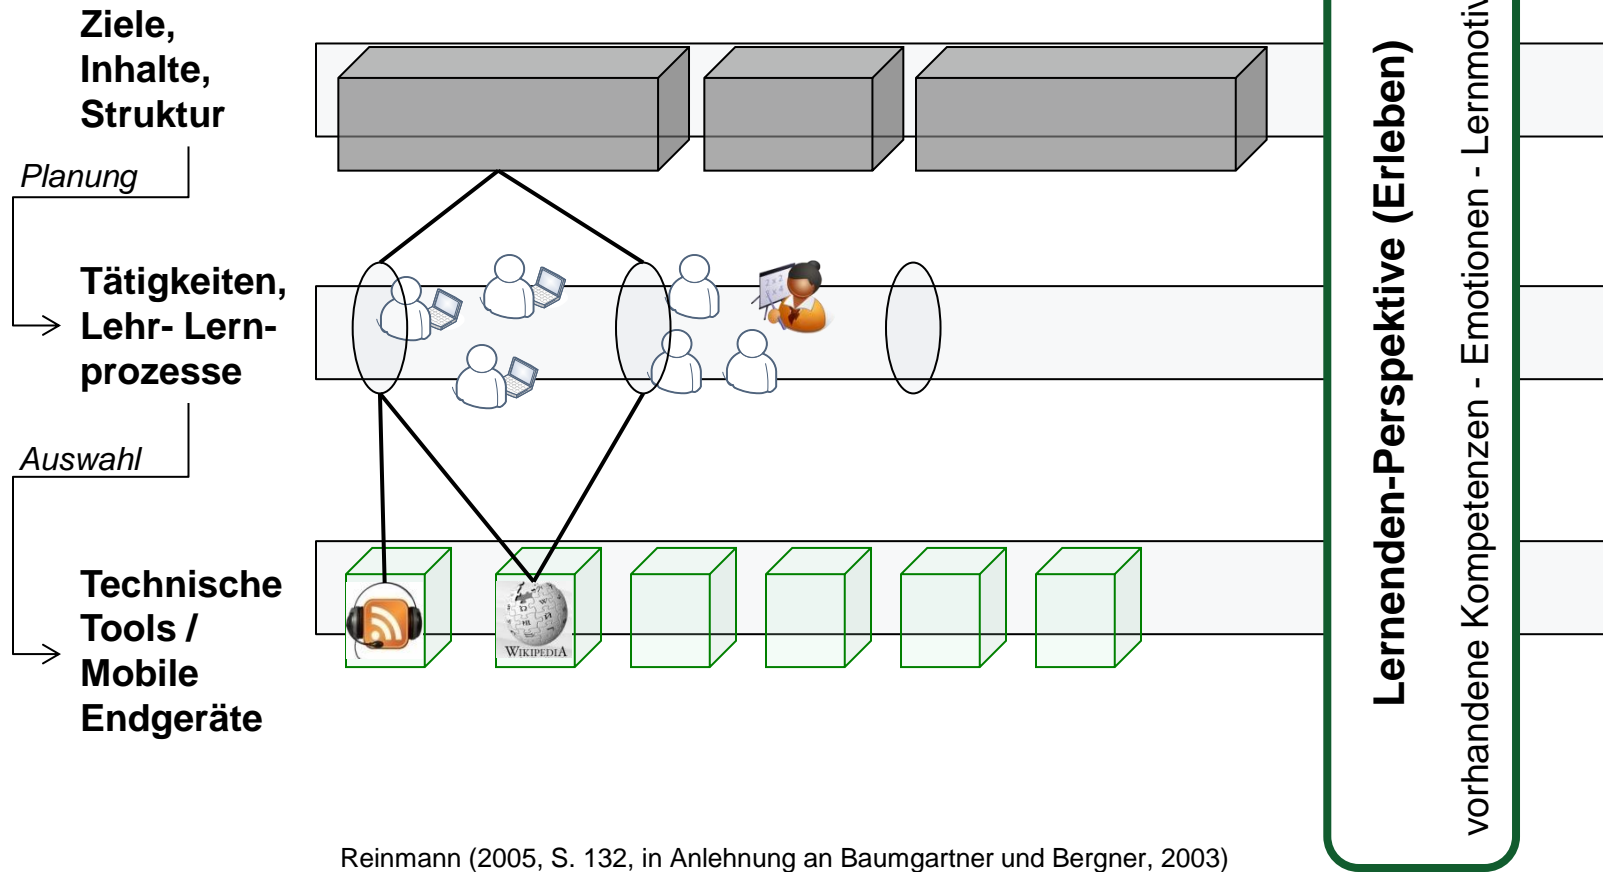 Ziele,
Inhalte,
Struktur
Planung
Tätigkeiten,
Lehr- Lern-
prozesse
Auswahl
Technische
Tools /
Mobile
Endgeräte
WIKIPEDIA
Lernenden-Perspektive (Erleben)
vorhandene Kompetenzen - Emotionen - Lernmotiv
Reinmann (2005, S. 132, in Anlehnung an Baumgartner und Bergner, 2003)